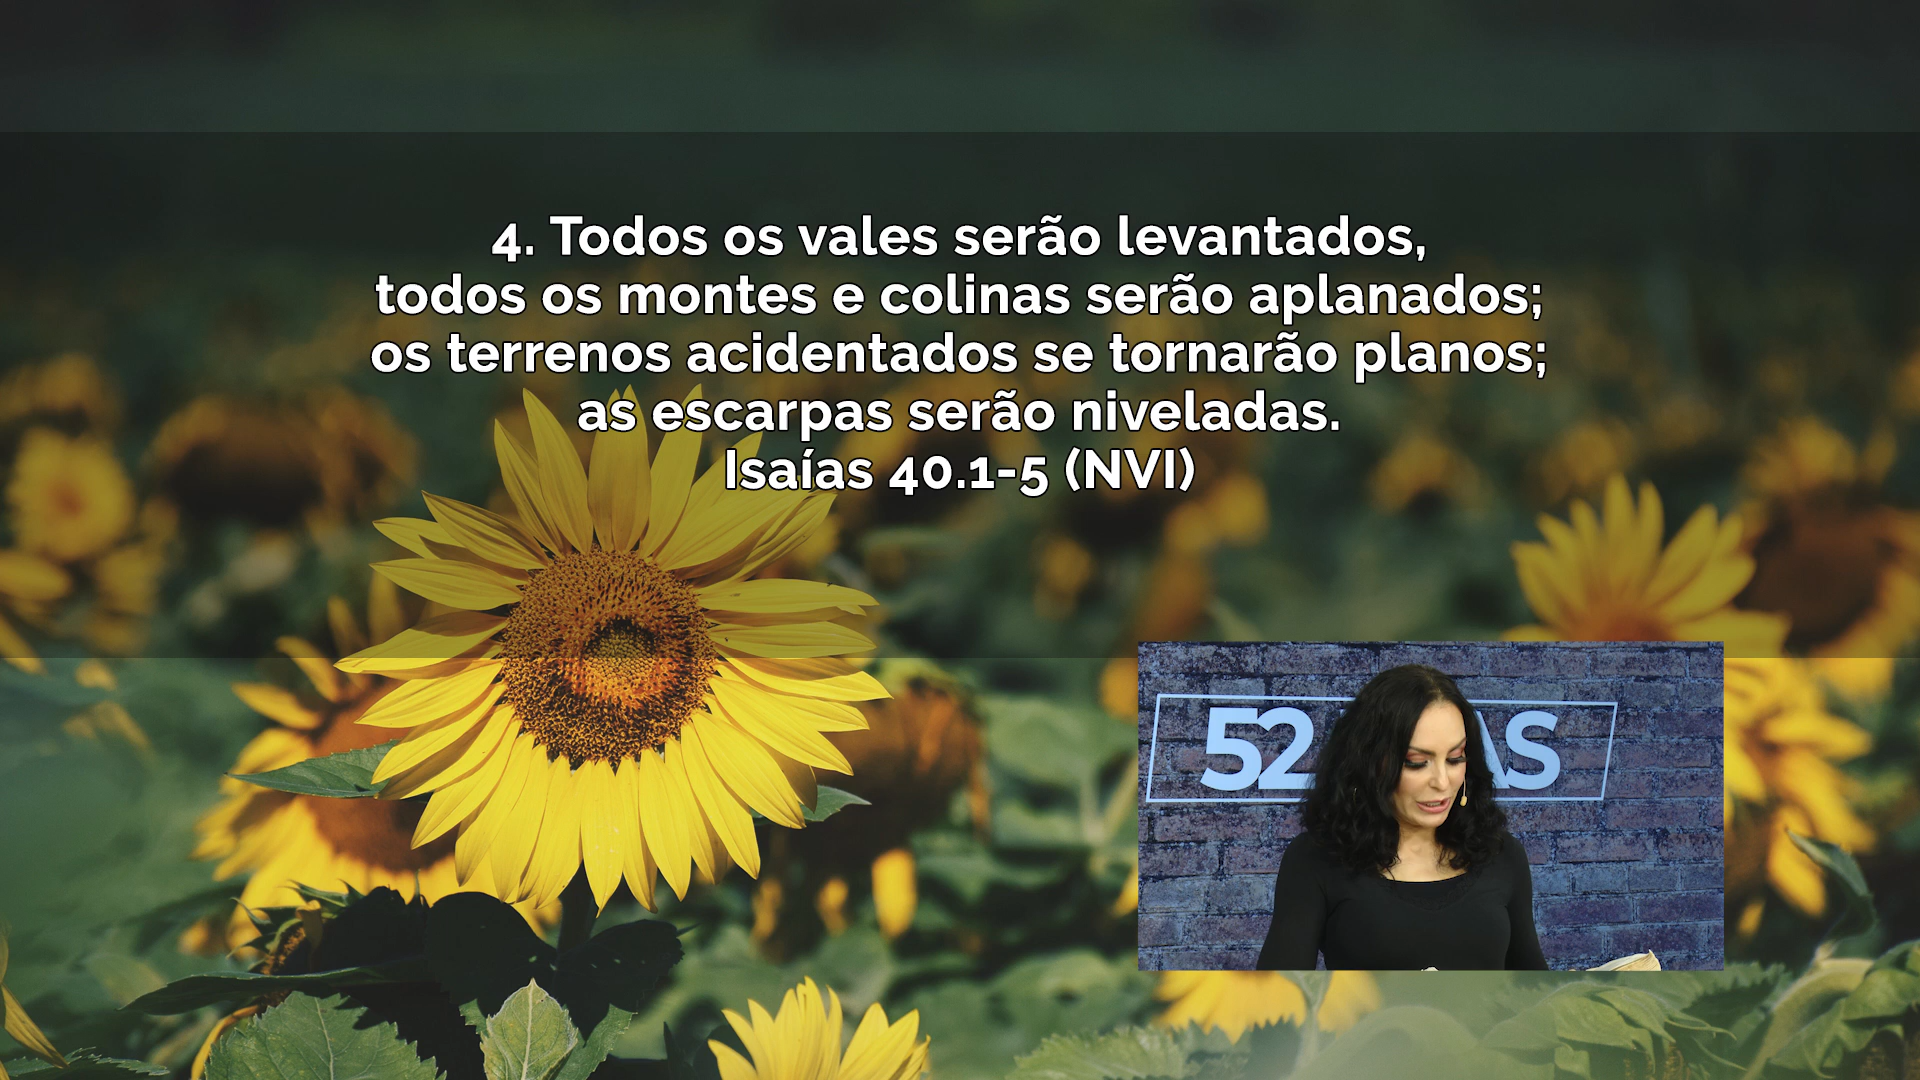 4. Todos os vales serão levantados,
todos os montes e colinas serão aplanados;
os terrenos acidentados se tornarão planos;
as escarpas serão niveladas.
Isaías 40.1-5 (NVI)
52